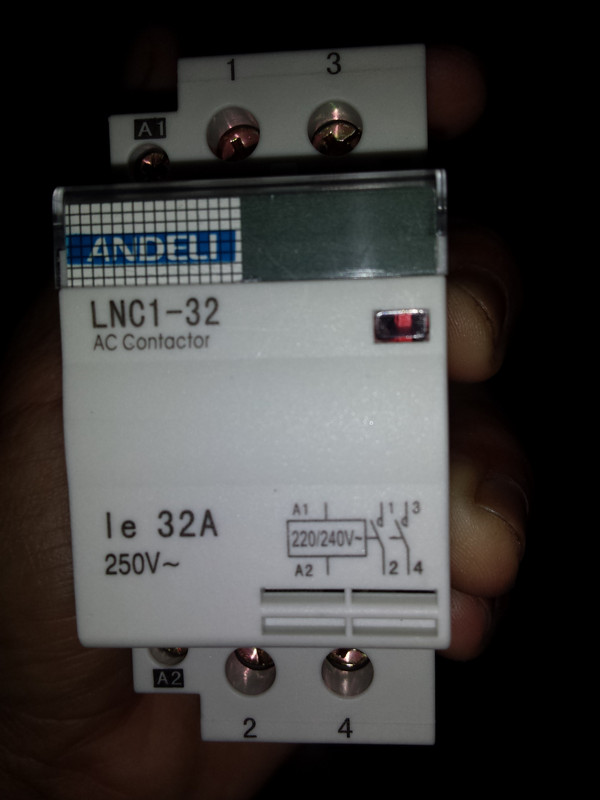 1 3
A1
ANDELI
LNC1-32
AC Contactor
Ie 32A
250V~
A1 1 3
220/240V~
A2 2 4
A2
2 4